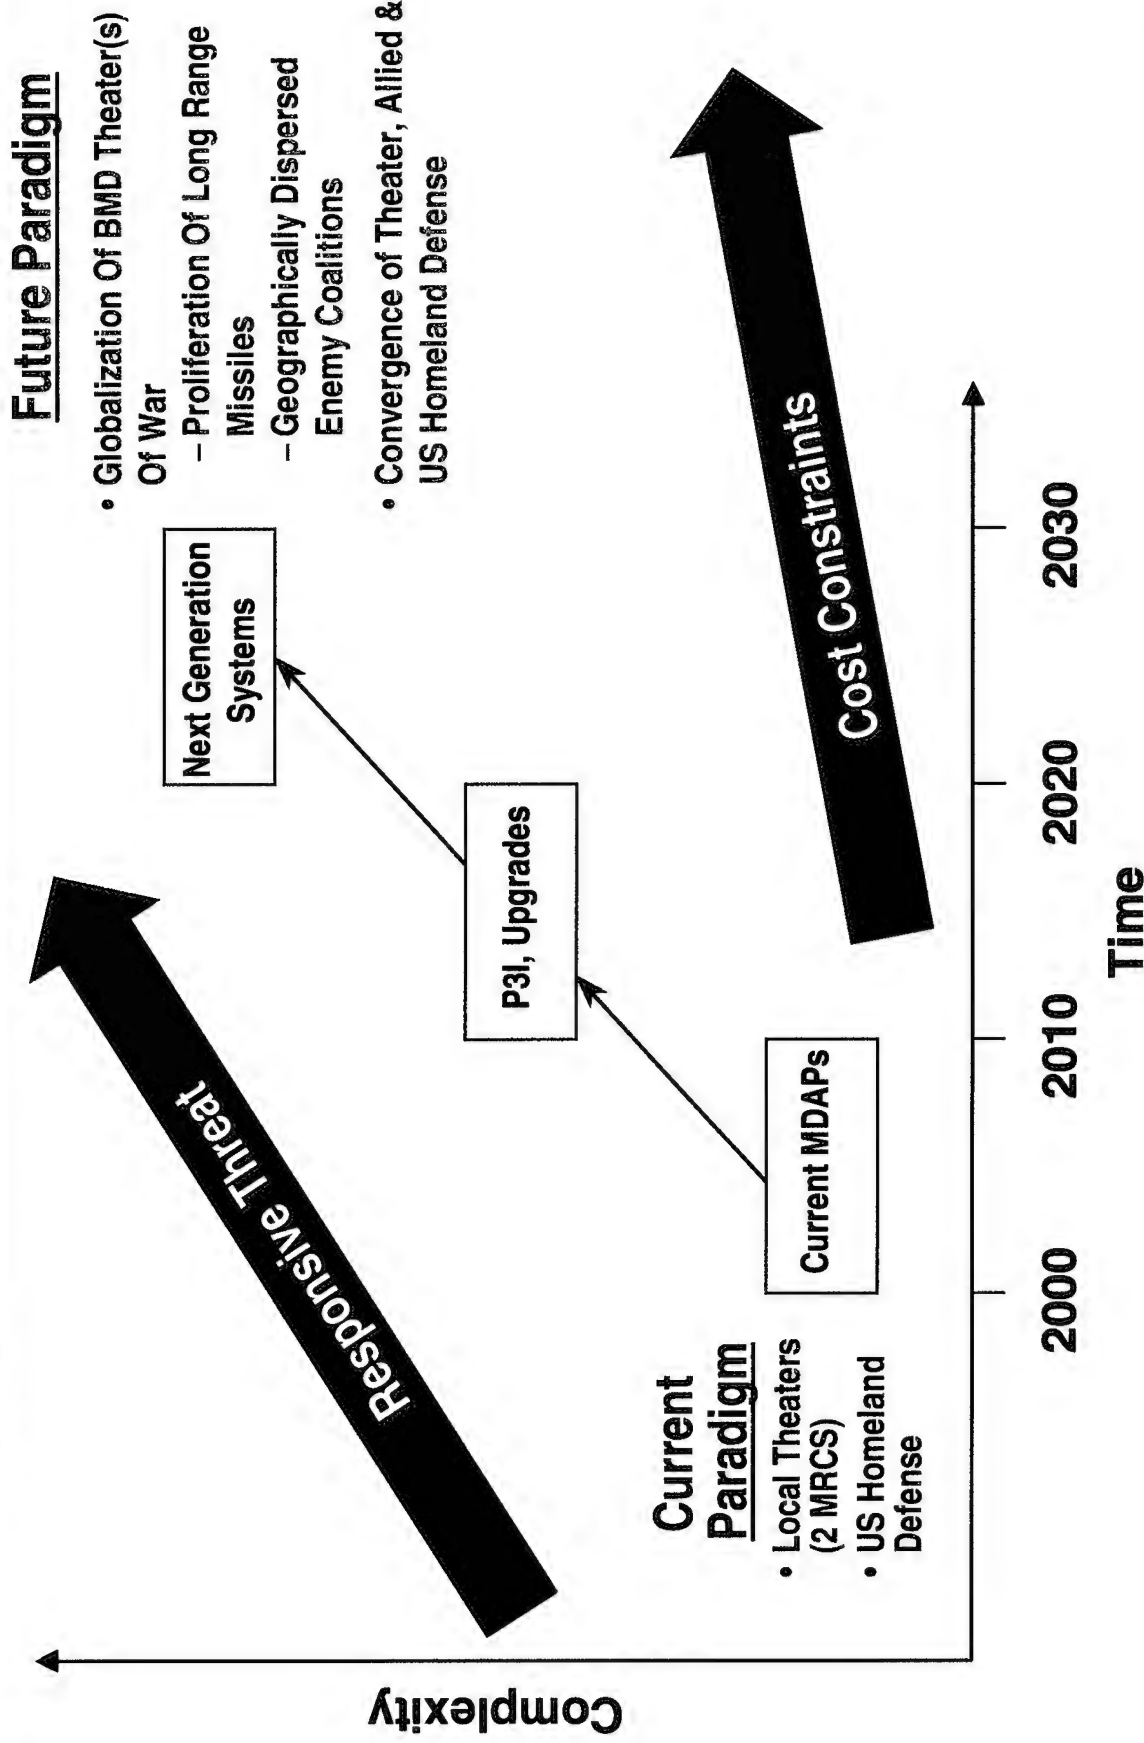 Future Paradigm
• Globalization Of BMD Theater(s)
Of War
– Proliferation Of Long Range
Missiles
– Geographically Dispersed
Enemy Coalitions
• Convergence of Theater, Allied &
US Homeland Defense
Responsive Threat
Next Generation
Systems
P3I, Upgrades
Current MDAPs
Current
Paradigm
• Local Theaters
(2 MRCS)
• US Homeland
Defense
Cost Constraints
Complexity
2000
2010
2020
2030
Time